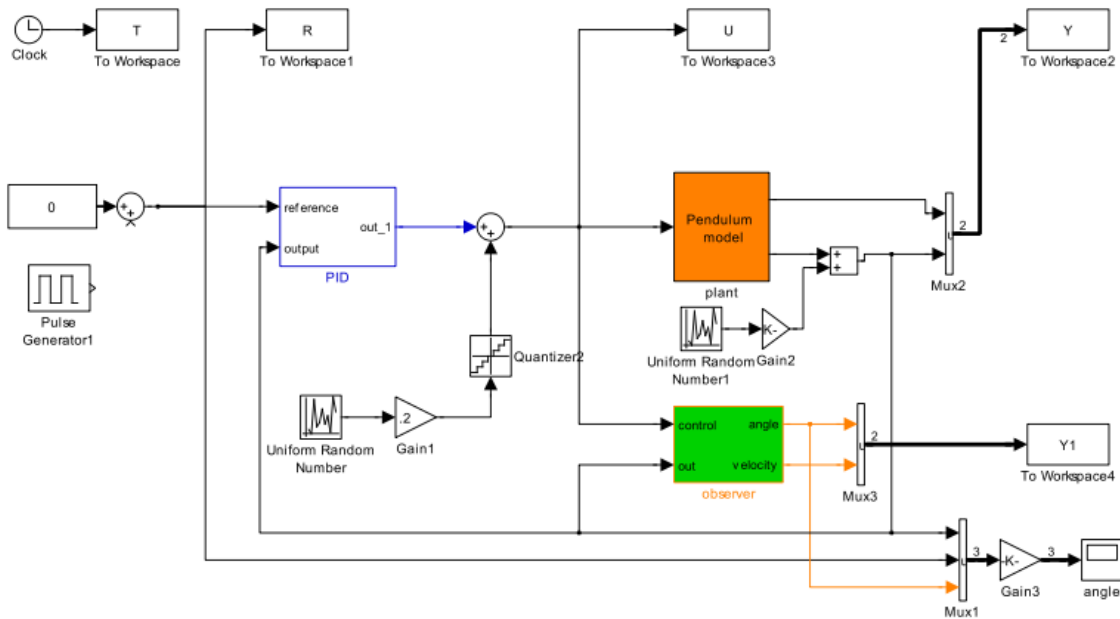 T
R
U
Y
2
Clock
To Workspace
To Workspace1
To Workspace3
To Workspace2
0
reference
out_1
output
PID
Pendulum
model
plant
2
Mux2
Pulse
Generator1
Quantizer2
Uniform Random
Number1
K-
Gain2
Uniform Random
Number
.2
Gain1
control
angle
out
velocity
observer
2
Mux3
Y1
To Workspace4
3
-K-
3
Mux1
Gain3
angle